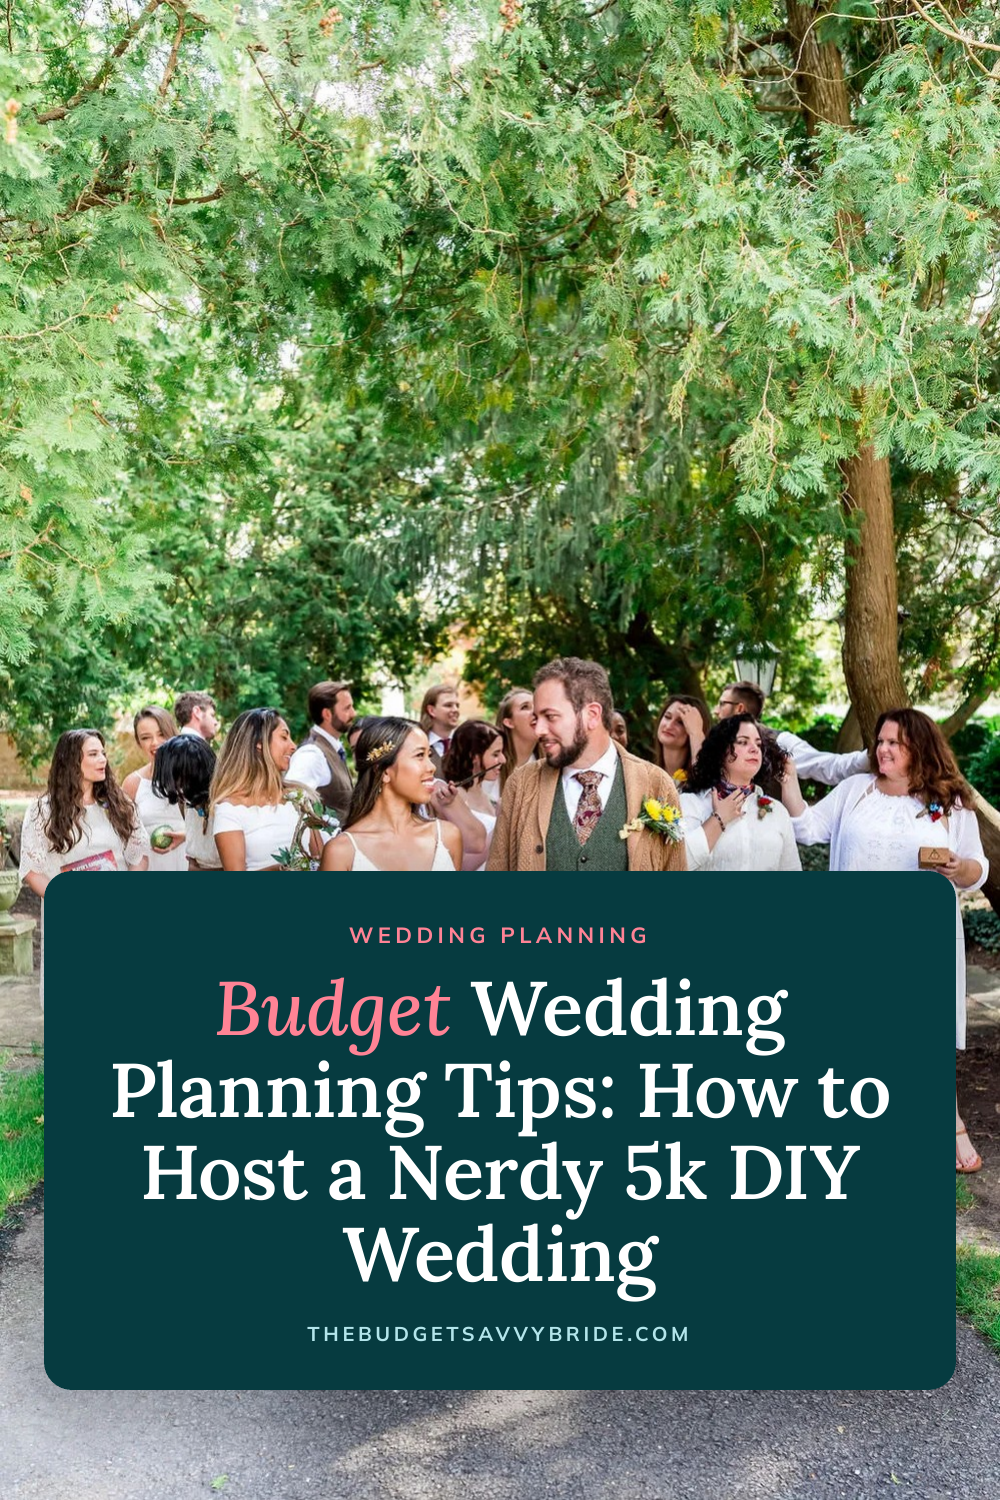 WEDDING PLANNING
Budget Wedding
Planning Tips: How to
Host a Nerdy 5k DIY
Wedding
THEBUDGETSAVVYBRIDE.COM